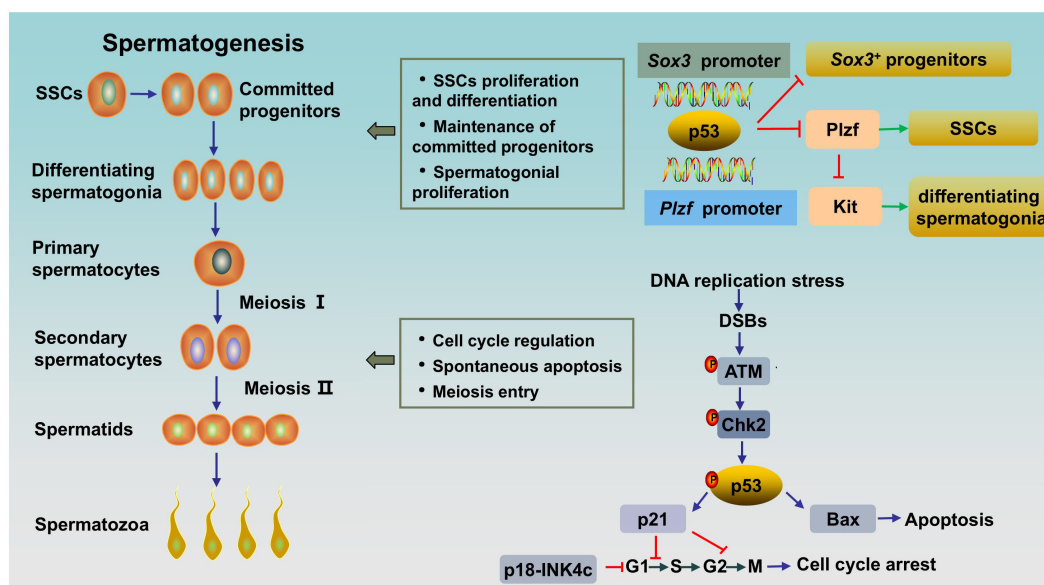 Spermatogenesis
SSCs
Committed
progenitors
Differentiating
spermatogonia
Primary
spermatocytes
Meiosis Ⅰ
Secondary
spermatocytes
Meiosis Ⅱ
Spermatids
Spermatozoa
• SSCs proliferation
and differentiation
• Maintenance of
committed progenitors
• Spermatogonial
proliferation
• Cell cycle regulation
• Spontaneous apoptosis
• Meiosis entry
Sox3 promoter
Sox3+ progenitors
p53
Plzf
SSCs
Plzf promoter
Kit
differentiating
spermatogonia
DNA replication stress
DSBs
P
ATM
P
Chk2
P
p53
p21
Bax
Apoptosis
p18-INK4c
G1
S
G2
M
Cell cycle arrest